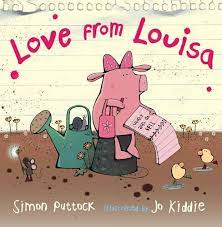 Love from Louisa
Simon Puttock illustrated by Jo Kiddie